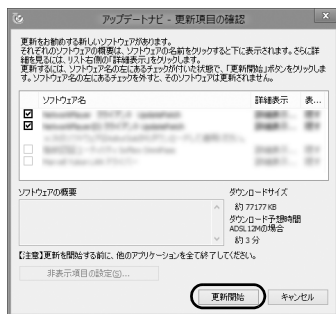 アップデートナビ - 更新項目の確認
x
更新をお勧めする新しいソフトウェアがあります。
それぞれのソフトウェアの概要は、ソフトウェアの名前をクリックすると下に表示されます。さらに詳
細を見るには、リスト右側の「詳細表示」をクリックします。
更新するには、ソフトウェア名の左にあるチェックが付いた状態で、「更新開始」ボタンをクリックしま
す。ソフトウェア名の左にあるチェックを外すと、そのソフトウェアは更新されません。
ソフトウェア名 詳細表示 表...
ソフトウェアの概要 ダウンロードサイズ
約 77177 KB
ダウンロード予想時間
ADSL12Mの場合
約 3 分
【注意】更新を開始する前に、他のアプリケーションを全て終了してください。
非表示項目の設定(S)...
更新開始 キャンセル